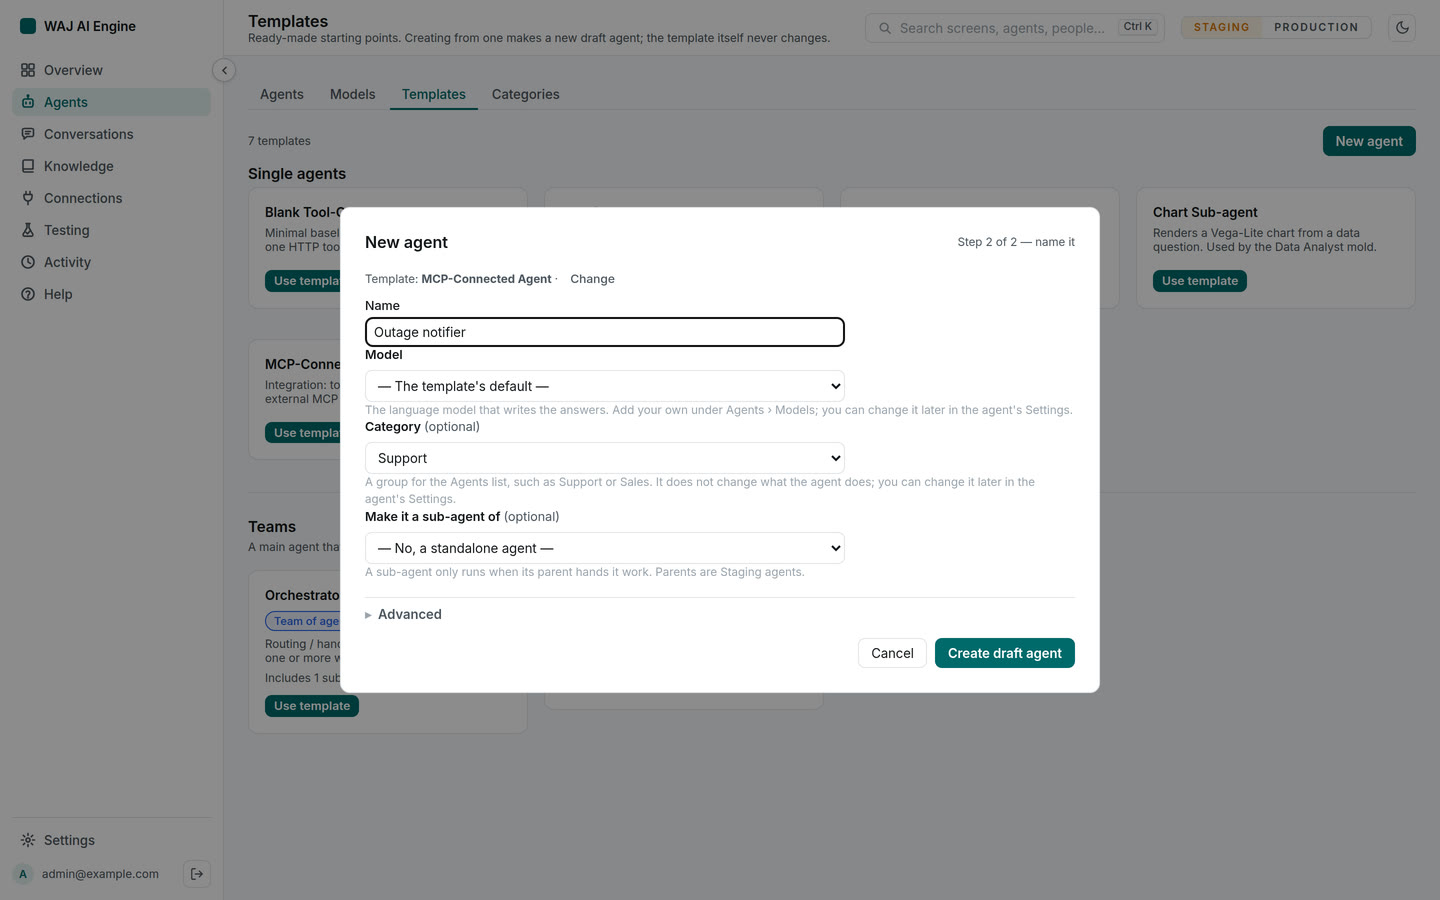 WAJ AI Engine
Overview
Agents
Conversations
Knowledge
Connections
Testing
Activity
Help
Settings
A admin@example.com
Templates
Ready-made starting points. Creating from one makes a new draft agent; the template itself never changes.
Search screens, agents, people... Ctrl K
STAGING PRODUCTION
Agents Models Templates Categories
7 templates
New agent
Single agents
Blank Tool-C
Minimal basel
one HTTP too
Use templat
Chart Sub-agent
Renders a Vega-Lite chart from a data
question. Used by the Data Analyst mold.
Use template
MCP-Conne
Integration: to
external MCP
Use templat
Teams
A main agent tha
Orchestrato
Team of age
Routing / hand
one or more w
Includes 1 sub
Use template
New agent
Step 2 of 2 — name it
Template: MCP-Connected Agent · Change
Name
Outage notifier
Model
— The template's default —
The language model that writes the answers. Add your own under Agents › Models; you can change it later in the agent's Settings.
Category (optional)
Support
A group for the Agents list, such as Support or Sales. It does not change what the agent does; you can change it later in the
agent's Settings.
Make it a sub-agent of (optional)
— No, a standalone agent —
A sub-agent only runs when its parent hands it work. Parents are Staging agents.
▸ Advanced
Cancel
Create draft agent